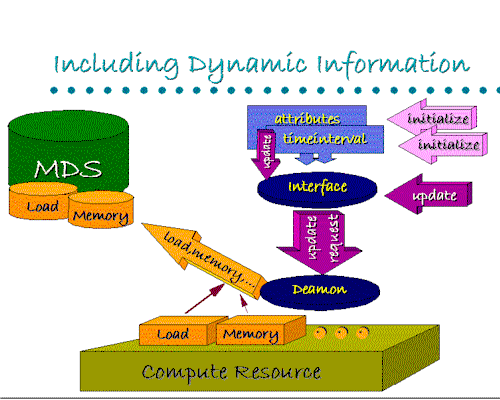 Including Dynamic Information
attributes
timeinterval
initialize
initialize
update
MDS
Load
Memory
Interface
update
update
request
load,memory,...
Deamon
Load
Memory
Compute Resource